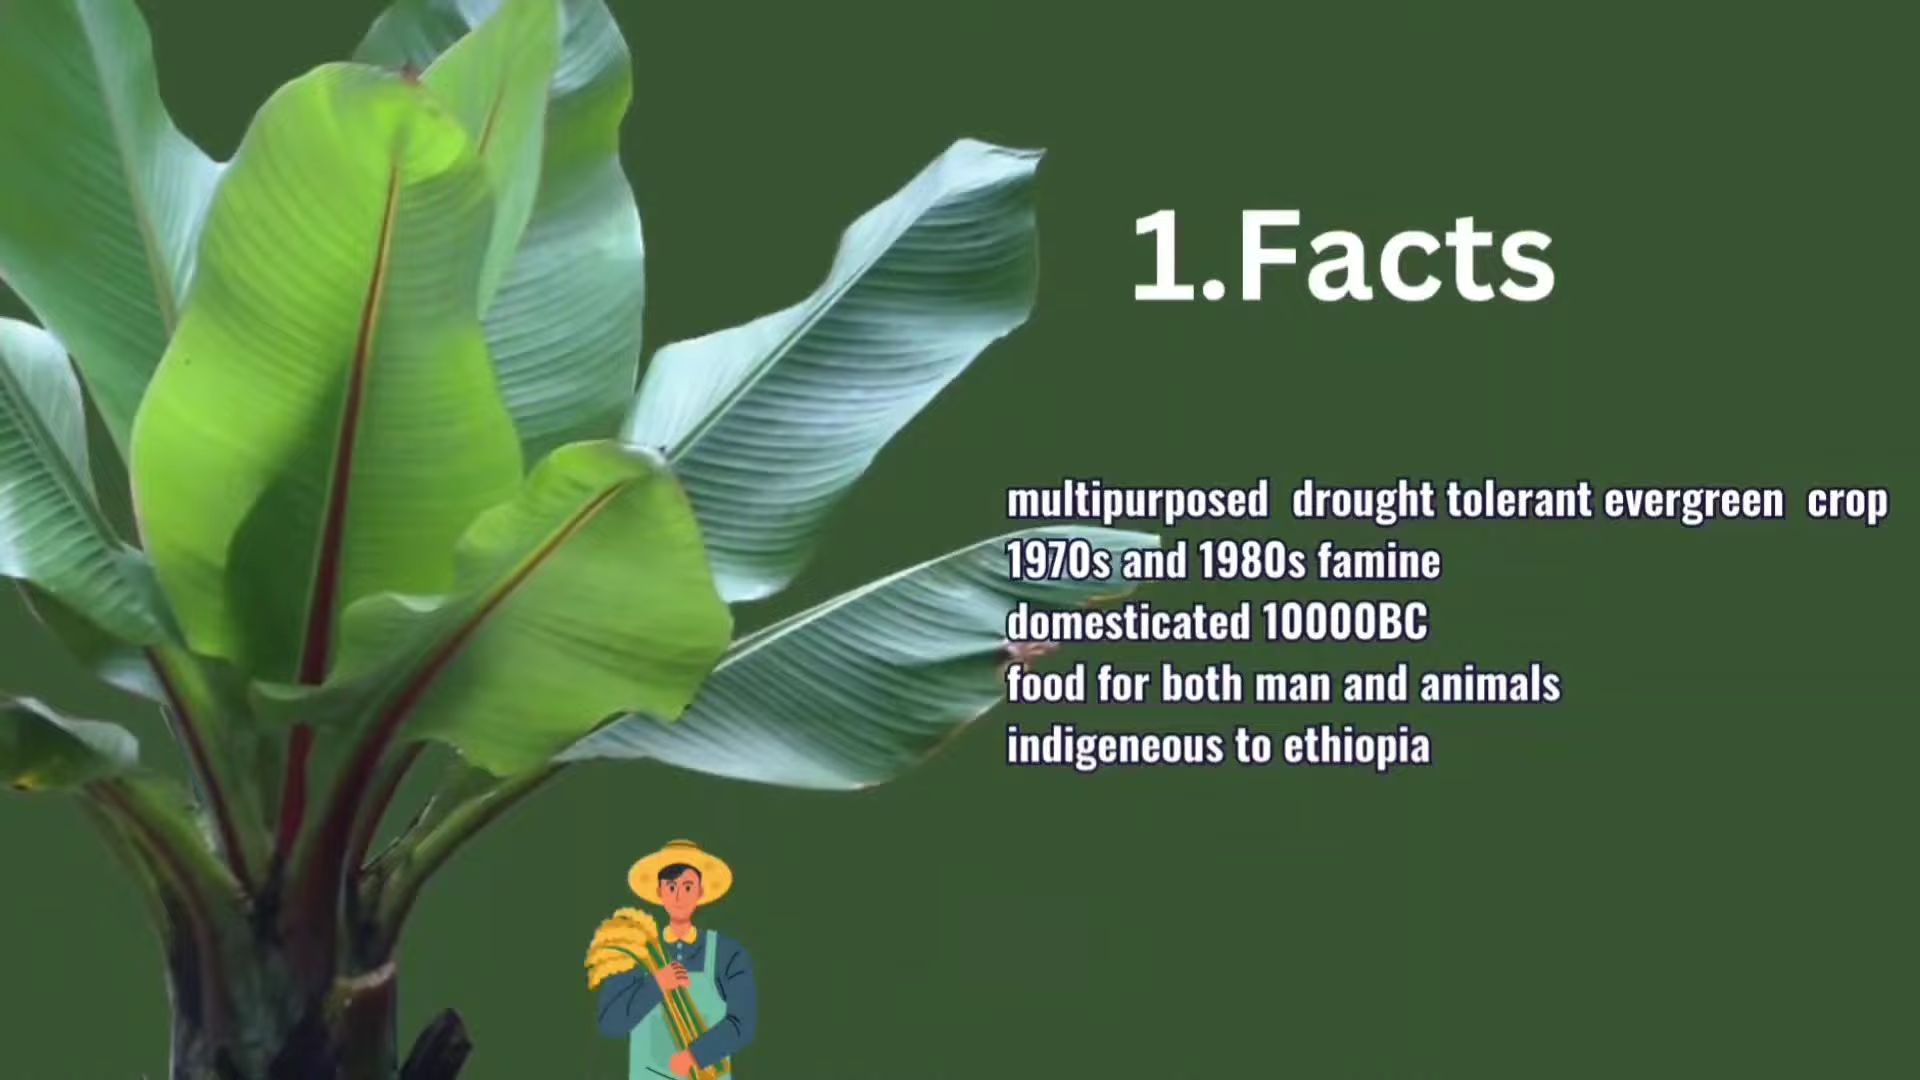 1.Facts
multipurposed drought tolerant evergreen crop
1970s and 1980s famine
domesticated 10000BC
food for both man and animals
indigeneous to ethiopia